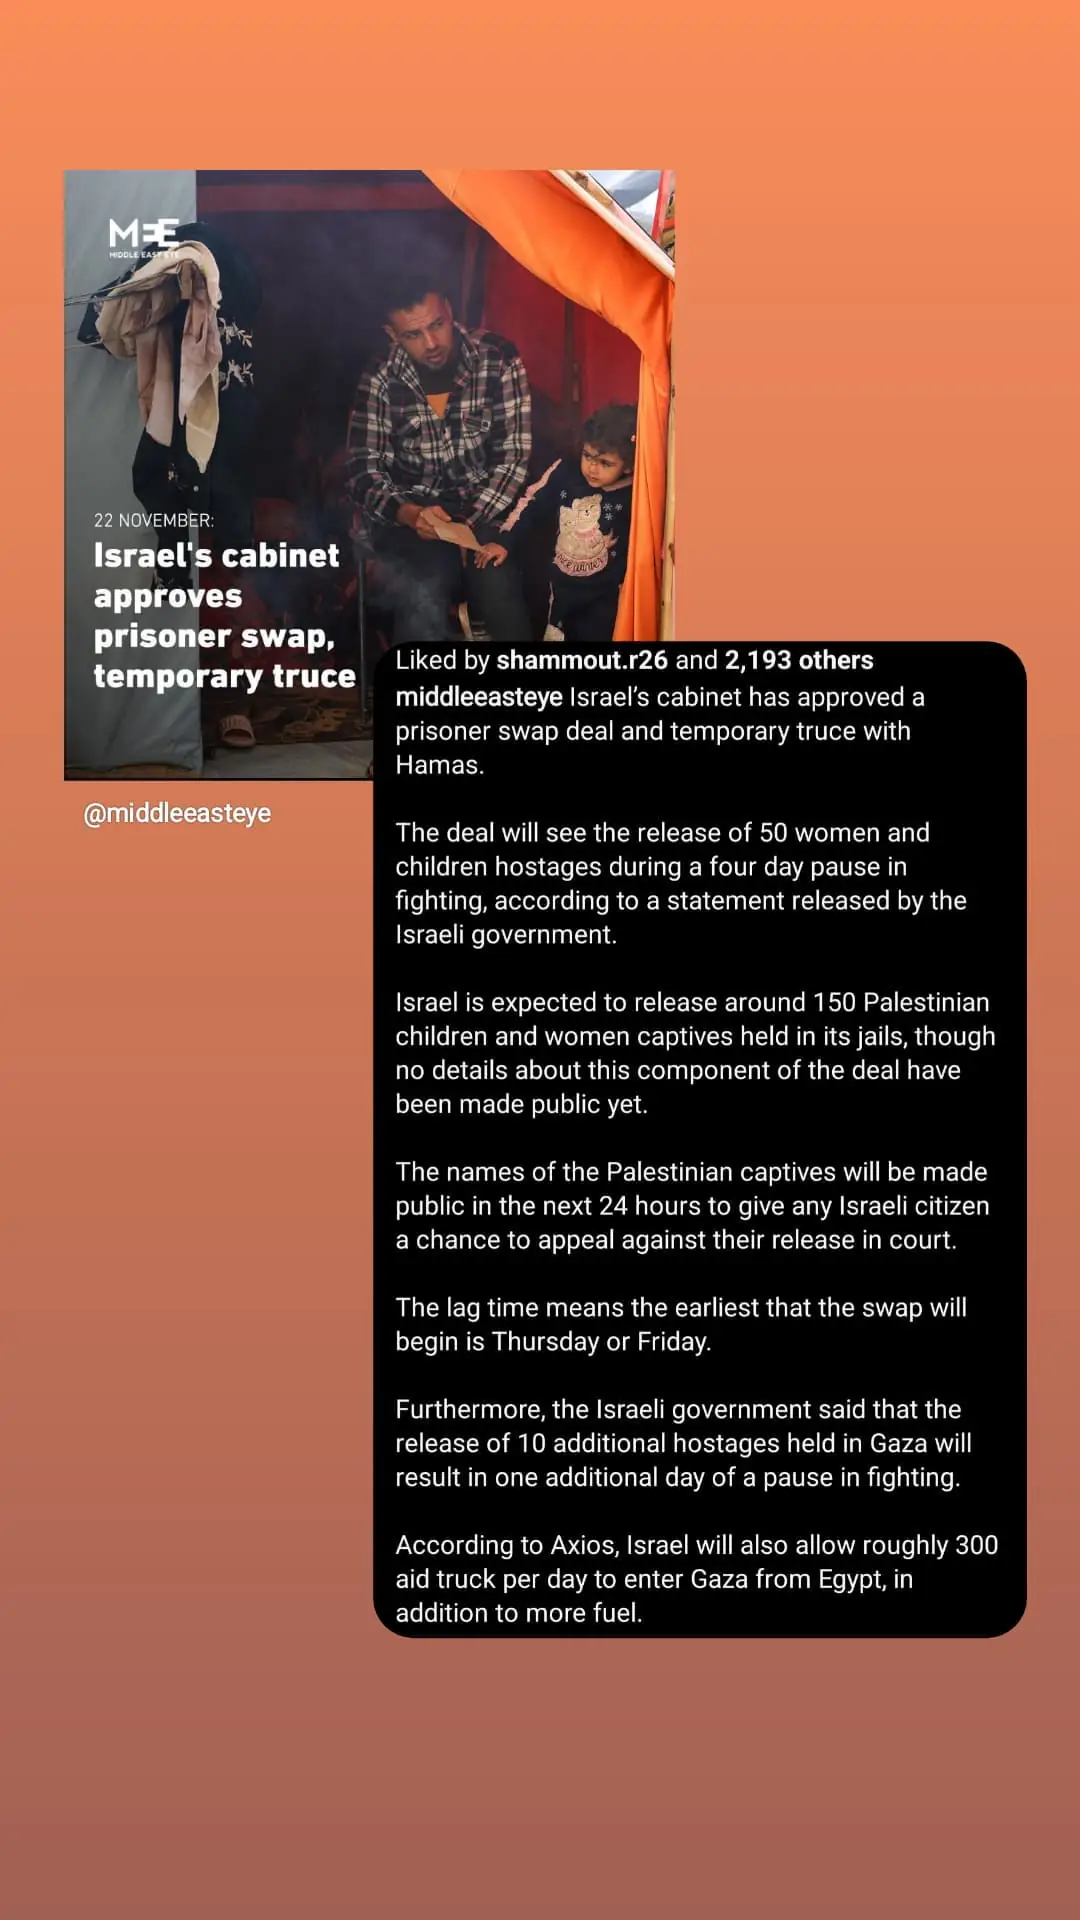 MEE
MIDDLE EAST EYE
22 NOVEMBER:
Israel's cabinet
approves
prisoner swap,
temporary truce
@middleeasteye
Liked by shammout.r26 and 2,193 others
middleeasteye Israel’s cabinet has approved a
prisoner swap deal and temporary truce with
Hamas.
The deal will see the release of 50 women and
children hostages during a four day pause in
fighting, according to a statement released by the
Israeli government.
Israel is expected to release around 150 Palestinian
children and women captives held in its jails, though
no details about this component of the deal have
been made public yet.
The names of the Palestinian captives will be made
public in the next 24 hours to give any Israeli citizen
a chance to appeal against their release in court.
The lag time means the earliest that the swap will
begin is Thursday or Friday.
Furthermore, the Israeli government said that the
release of 10 additional hostages held in Gaza will
result in one additional day of a pause in fighting.
According to Axios, Israel will also allow roughly 300
aid truck per day to enter Gaza from Egypt, in
addition to more fuel.